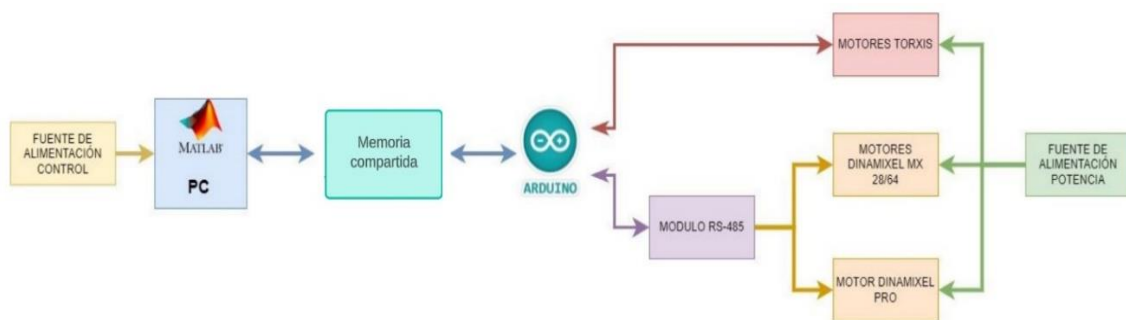 FUENTE DE
ALIMENTACIÓN
CONTROL
MATLAB
PC
Memoria
compartida
ARDUINO
MODULO RS-485
MOTORES TORXIS
MOTORES
DINAMIXEL MX
28/64
MOTOR DINAMIXEL
PRO
FUENTE DE
ALIMENTACIÓN
POTENCIA